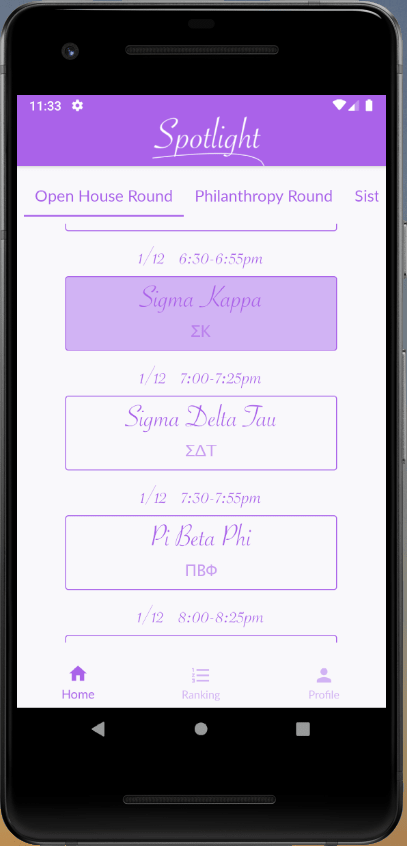 11:33
Spotlight
Open House Round Philanthropy Round Sist
1/12 6:30-6:55pm
Sigma Kappa
ΣΚ
1/12 7:00-7:25pm
Sigma Delta Tau
ΣΔΤ
1/12 7:30-7:55pm
Pi Beta Phi
ΠΒΦ
1/12 8:00-8:25pm
Home Ranking Profile